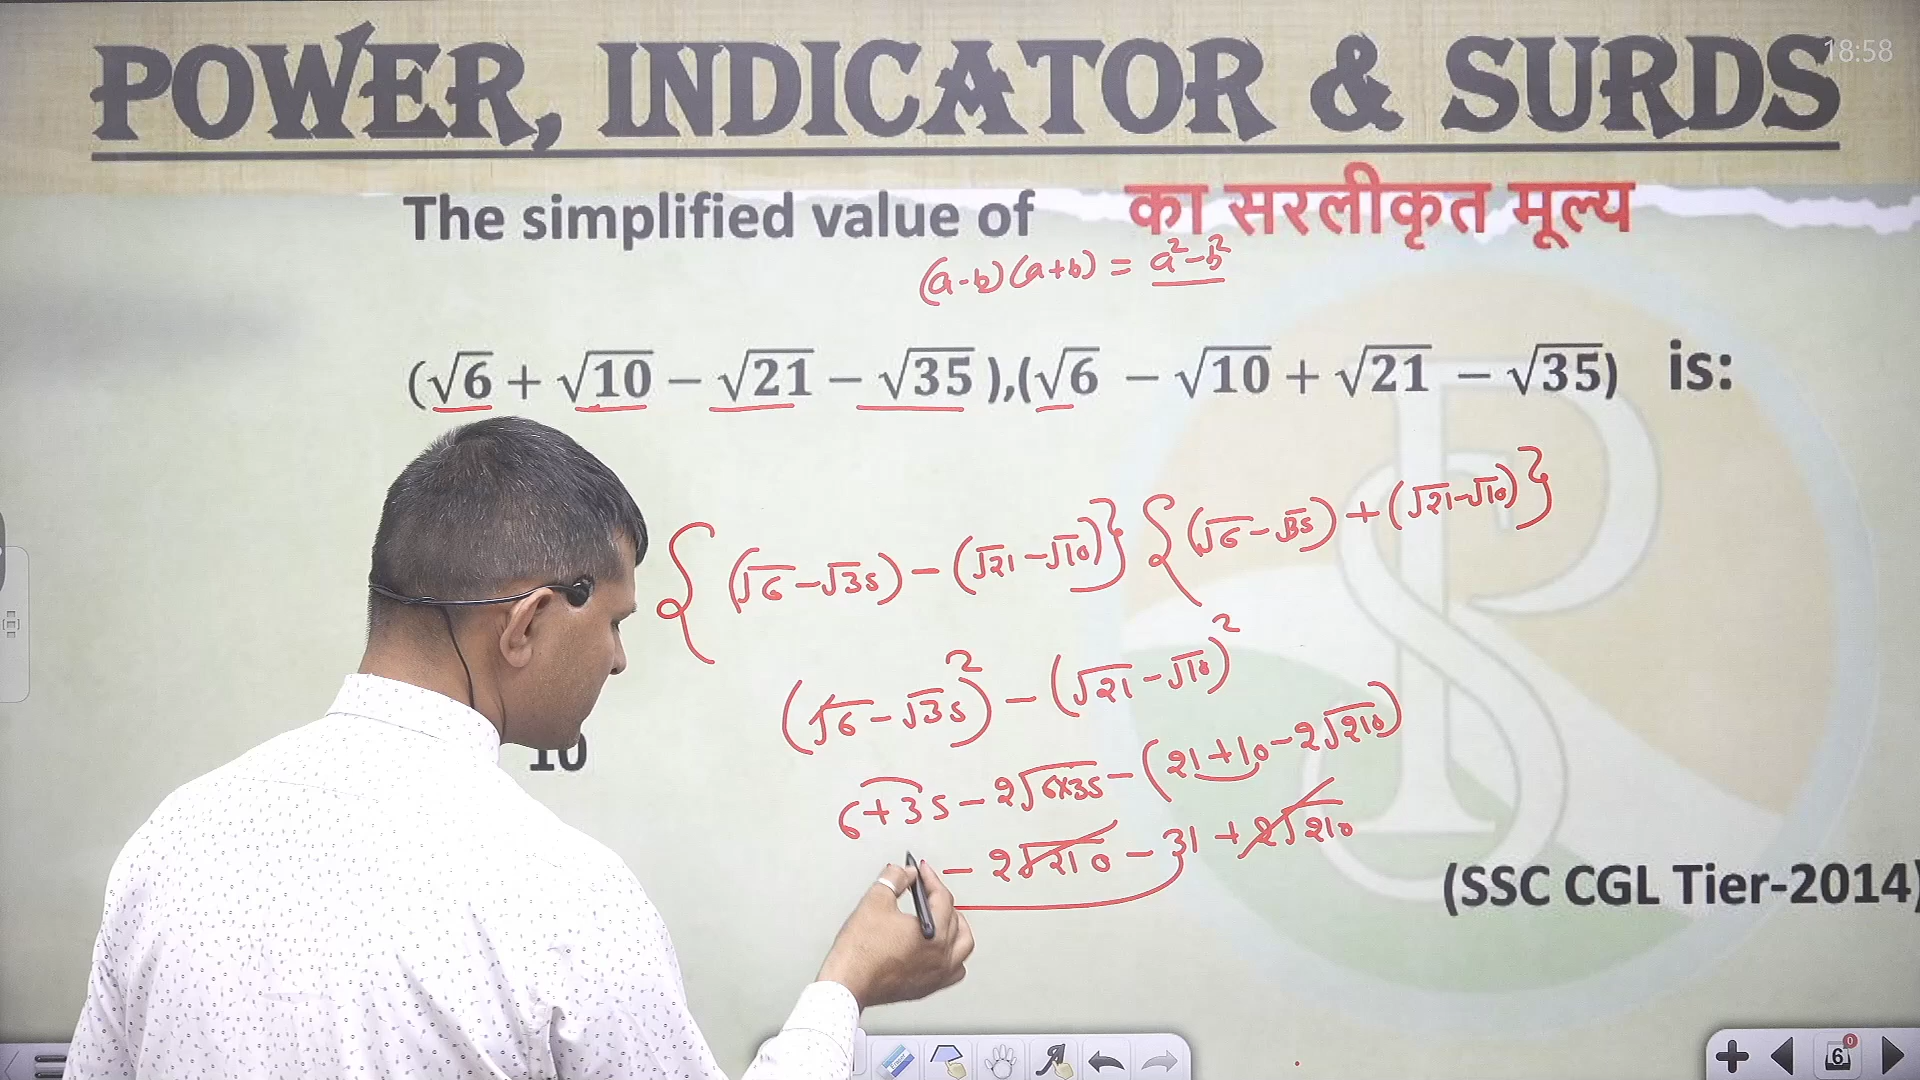 POWER, INDICATOR & SURDS
18:58
The simplified value of का सरलीकृत मूल्य
(a-b)(a+b) = a²-b²
(√6 + √10 − √21 − √35 ),(√6 − √10 + √21 − √35) is:
{(√6-√35)-(√21-√10)} {(√6-√35)+(√21-√10)}
(√6-√35)²-(√21-√10)²
10
6+35-2√6×35-(21+10-2√210)
-2√210-31+2√210
(SSC CGL Tier-2014)
6
0